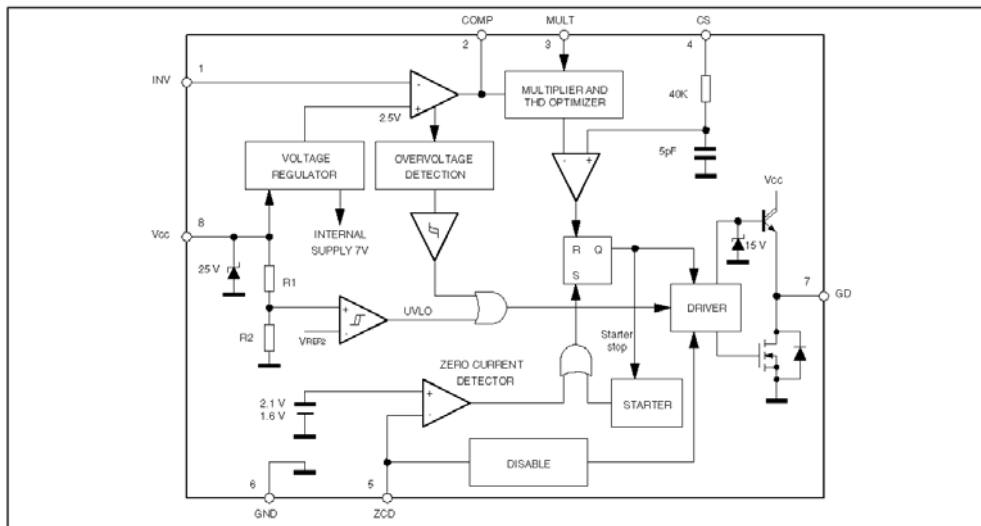 COMP MULT CS
2 3 4
INV 1
-
+
2.5V
MULTIPLIER AND
THD OPTIMIZER
40K
5pF
VOLTAGE
REGULATOR
OVERVOLTAGE
DETECTION
- +
Vcc
8
Vcc
INTERNAL
SUPPLY 7V
25 V
R1
R Q
S
15 V
7
GD
DRIVER
R2
+
-
VREF2
UVLO
Starter
stop
ZERO CURRENT
DETECTOR
2.1 V
1.6 V
+
-
STARTER
DISABLE
6 5
GND ZCD